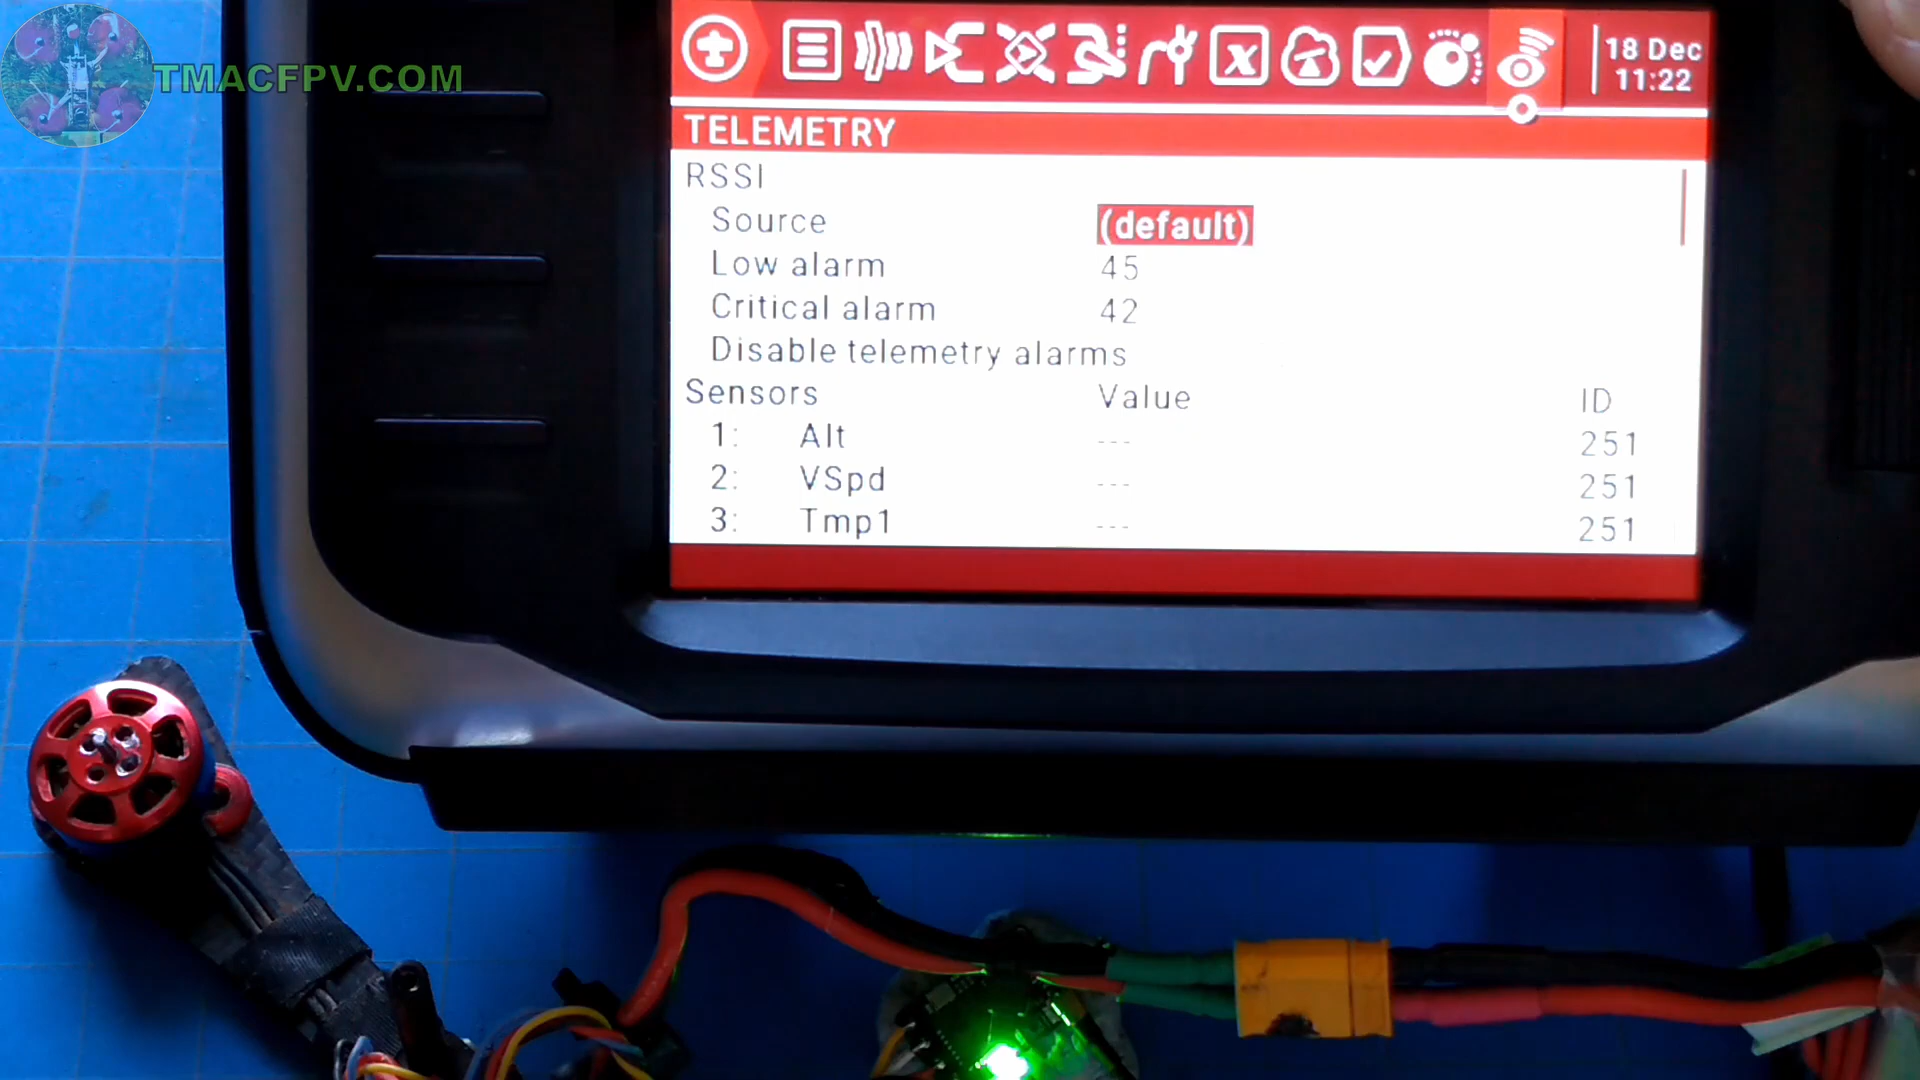 TMACFPV.COM
18 Dec
11:22
TELEMETRY
RSSI
Source (default)
Low alarm 45
Critical alarm 42
Disable telemetry alarms
Sensors Value ID
1: Alt --- 251
2: VSpd --- 251
3: Tmp1 --- 251